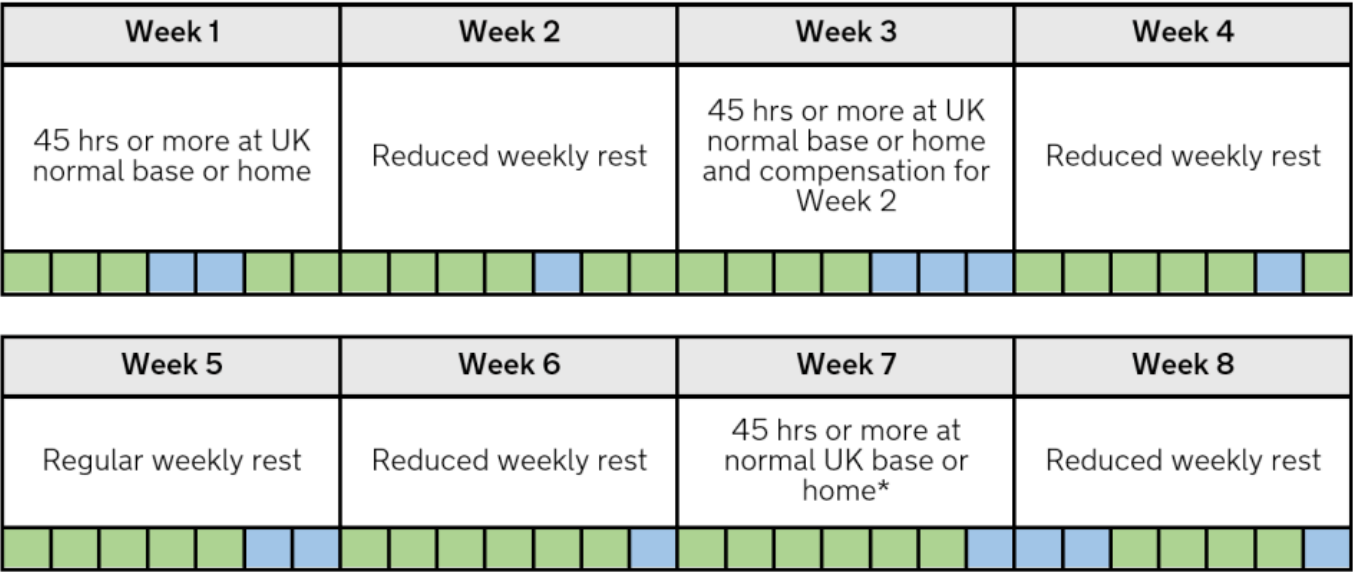 Week 1
Week 2
Week 3
Week 4
45 hrs or more at UK
normal base or home
Reduced weekly rest
45 hrs or more at UK
normal base or home
and compensation for
Week 2
Reduced weekly rest
Week 5
Week 6
Week 7
Week 8
Regular weekly rest
Reduced weekly rest
45 hrs or more at
normal UK base or
home*
Reduced weekly rest